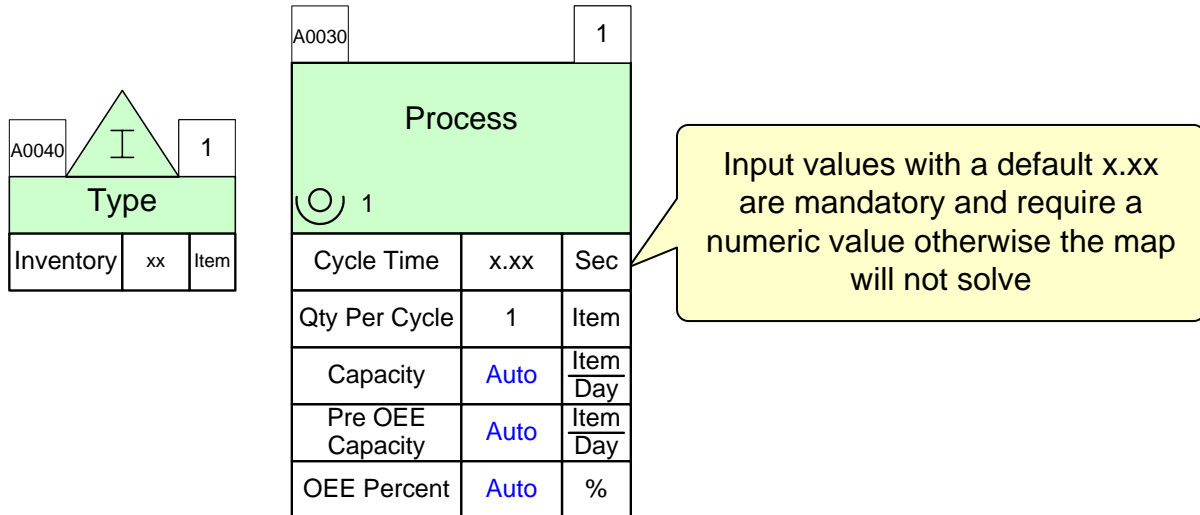 A0040
I
1
Type
Inventory xx Item
A0030
1
Process
1
Cycle Time x.xx Sec
Qty Per Cycle 1 Item
Capacity Auto Item
Day
Pre OEE
Capacity Auto Item
Day
OEE Percent Auto %
Input values with a default x.xx
are mandatory and require a
numeric value otherwise the map
will not solve